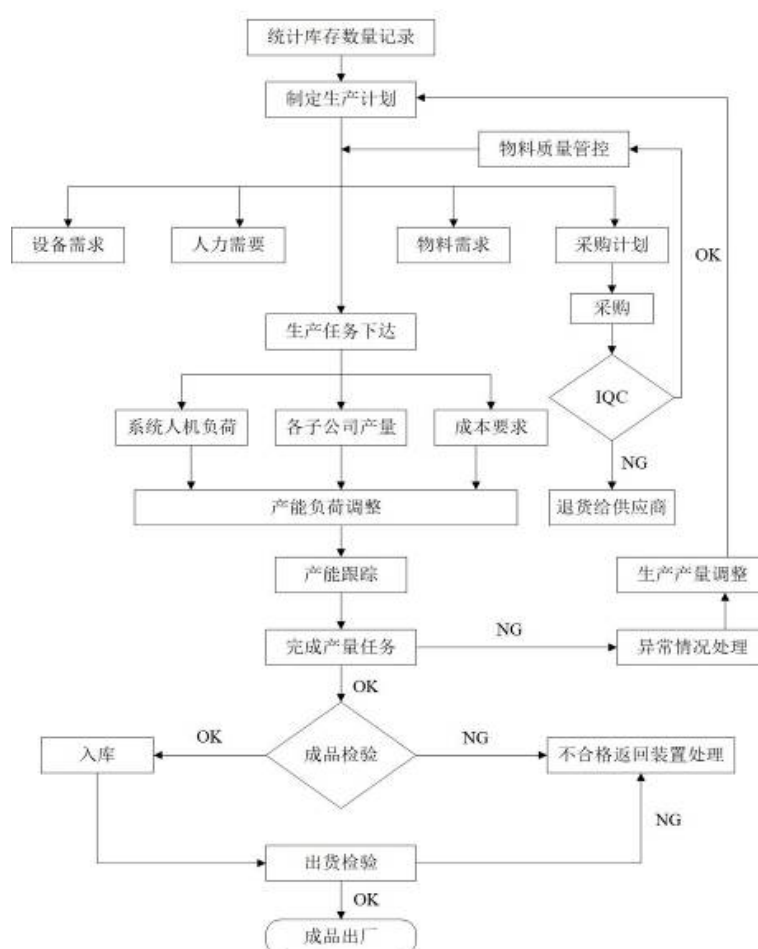 统计库存数量记录
制定生产计划
物料质量管控
设备需求
人力需要
物料需求
采购计划
OK
采购
生产任务下达
IQC
系统人机负荷
各子公司产量
成本要求
NG
产能负荷调整
退货给供应商
产能跟踪
生产产量调整
完成产量任务
NG
异常情况处理
OK
入库
OK
成品检验
NG
不合格返回装置处理
NG
出货检验
OK
成品出厂